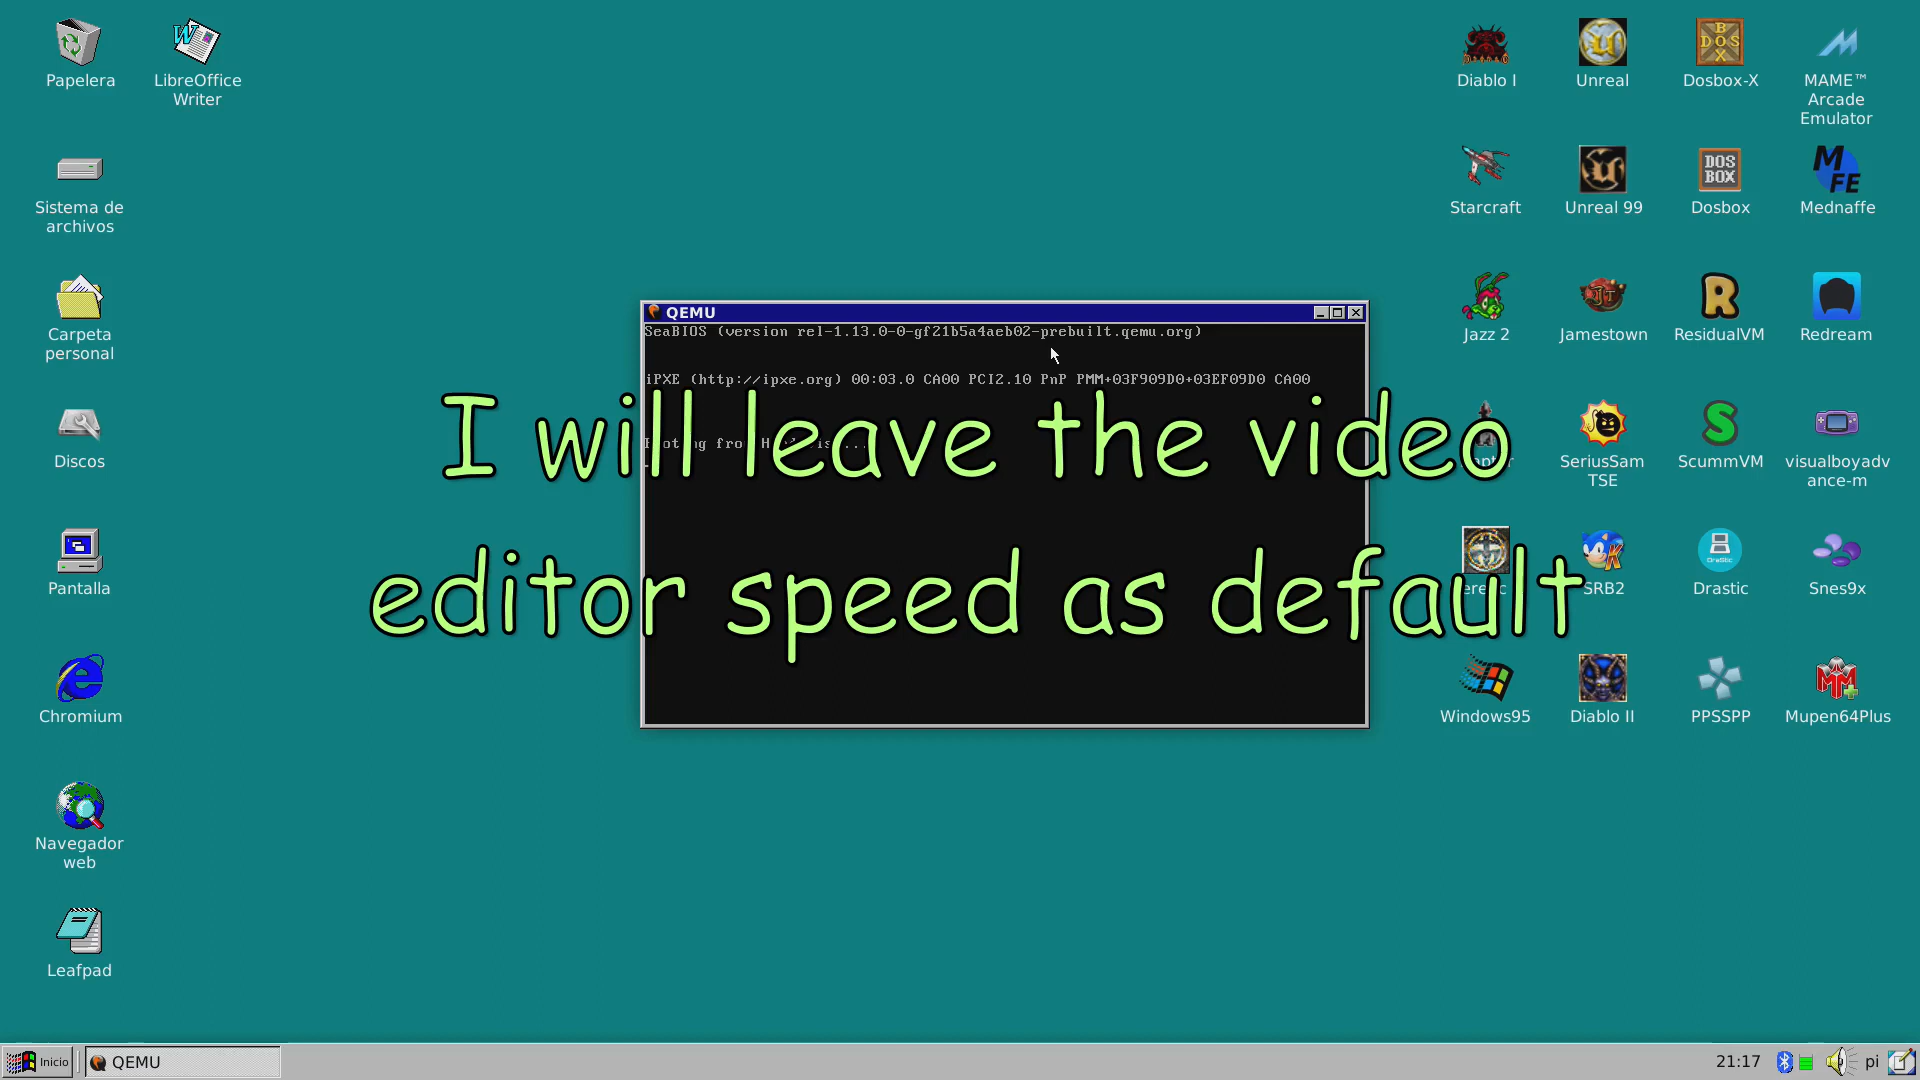 Papelera
LibreOffice
Writer
Diablo I
Unreal
Dosbox-X
MAME™
Arcade
Emulator
Sistema de
archivos
Starcraft
Unreal 99
Dosbox
Mednaffe
Carpeta
personal
Jazz 2
Jamestown
ResidualVM
Redream
QEMU
SeaBIOS (version rel-1.13.0-0-gf21b5a4aeb02-prebuilt.qemu.org)
iPXE (http://ipxe.org) 00:03.0 CA00 PCI2.10 PnP PMM+03F909D0+03EF09D0 CA00
I will leave the video
editor speed as default
Discos
SeriusSam
TSE
ScummVM
visualboyadv
ance-m
Pantalla
SRB2
Drastic
Snes9x
Chromium
Windows95
Diablo II
PPSSPP
Mupen64Plus
Navegador
web
Leafpad
Inicio
QEMU
21:17
pi